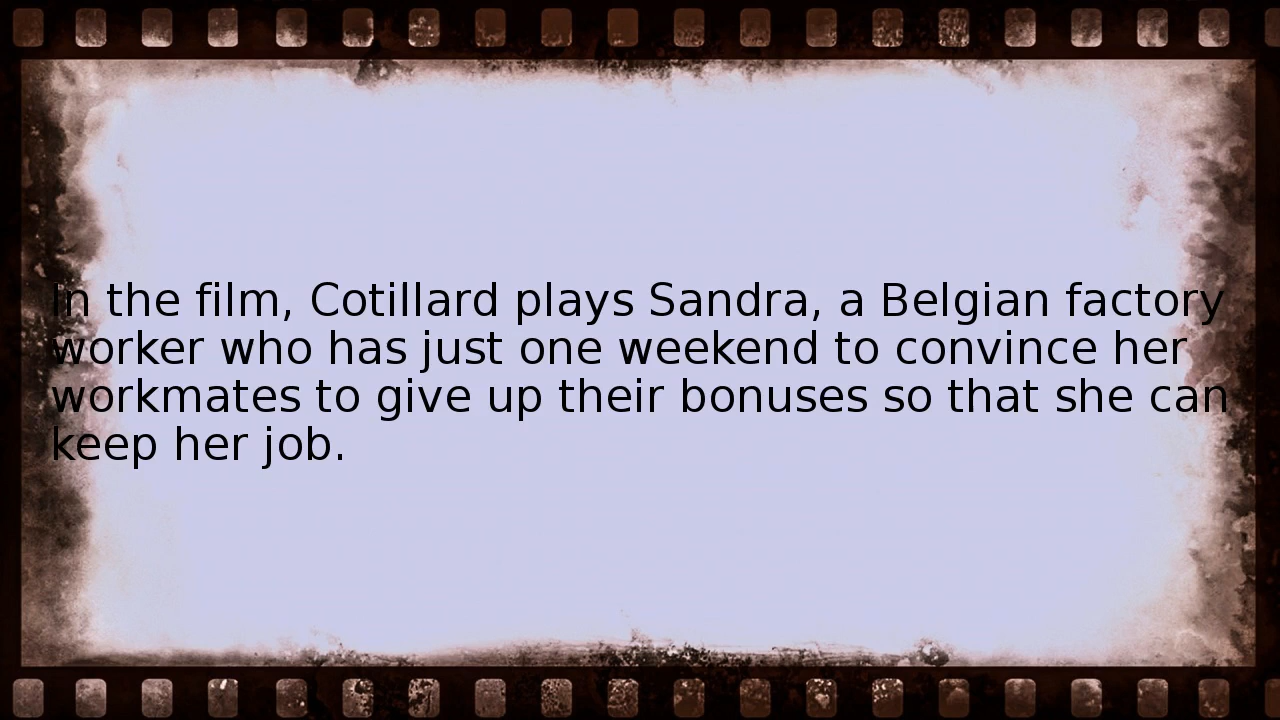 In the film, Cotillard plays Sandra, a Belgian factory
worker who has just one weekend to convince her
workmates to give up their bonuses so that she can
keep her job.